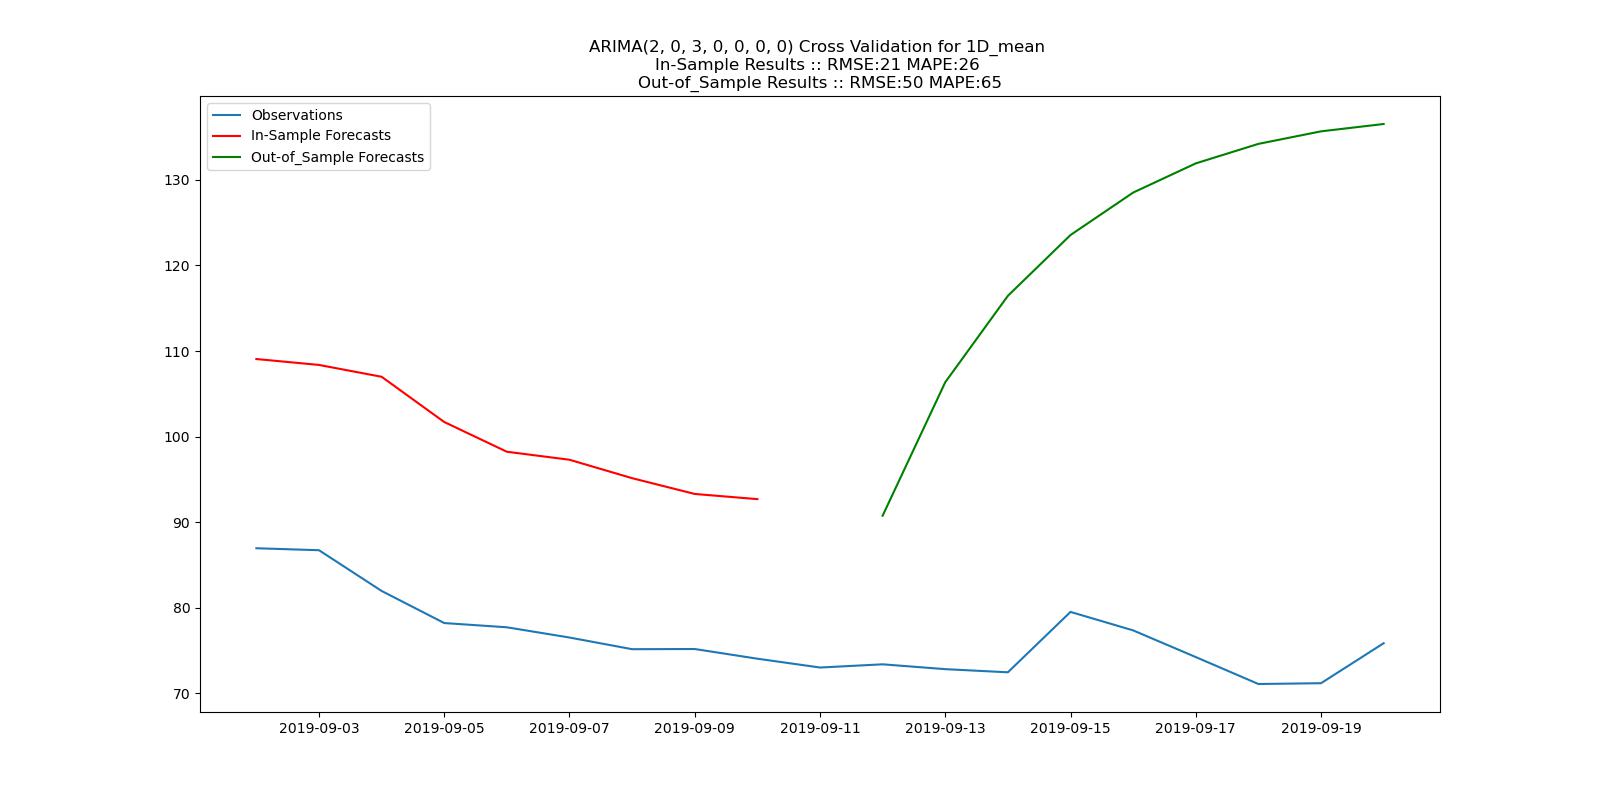 ARIMA(2, 0, 3, 0, 0, 0, 0) Cross Validation for 1D_mean
In-Sample Results :: RMSE:21 MAPE:26
Out-of_Sample Results :: RMSE:50 MAPE:65
Observations
In-Sample Forecasts
Out-of_Sample Forecasts
130
120
110
100
90
80
70
2019-09-03 2019-09-05 2019-09-07 2019-09-09 2019-09-11 2019-09-13 2019-09-15 2019-09-17 2019-09-19